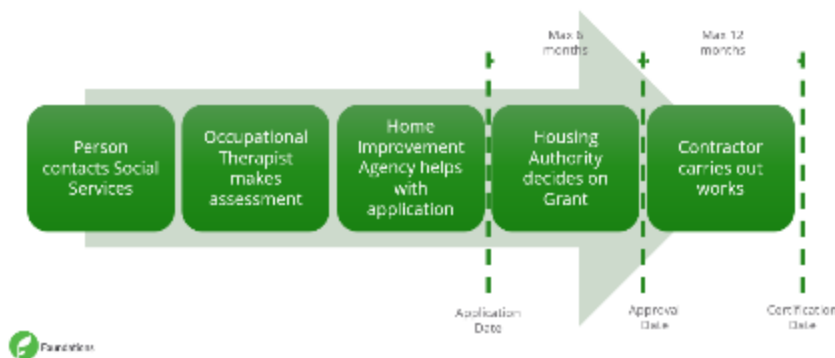 Max 6
months
Max 12
months
Person
contacts Social
Services
Occupational
Therapist
makes
assessment
Home
Improvement
Agency helps
with
application
Housing
Authority
decides on
Grant
Contractor
carries out
works
Application
Date
Approval
Date
Certification
Date
Foundations